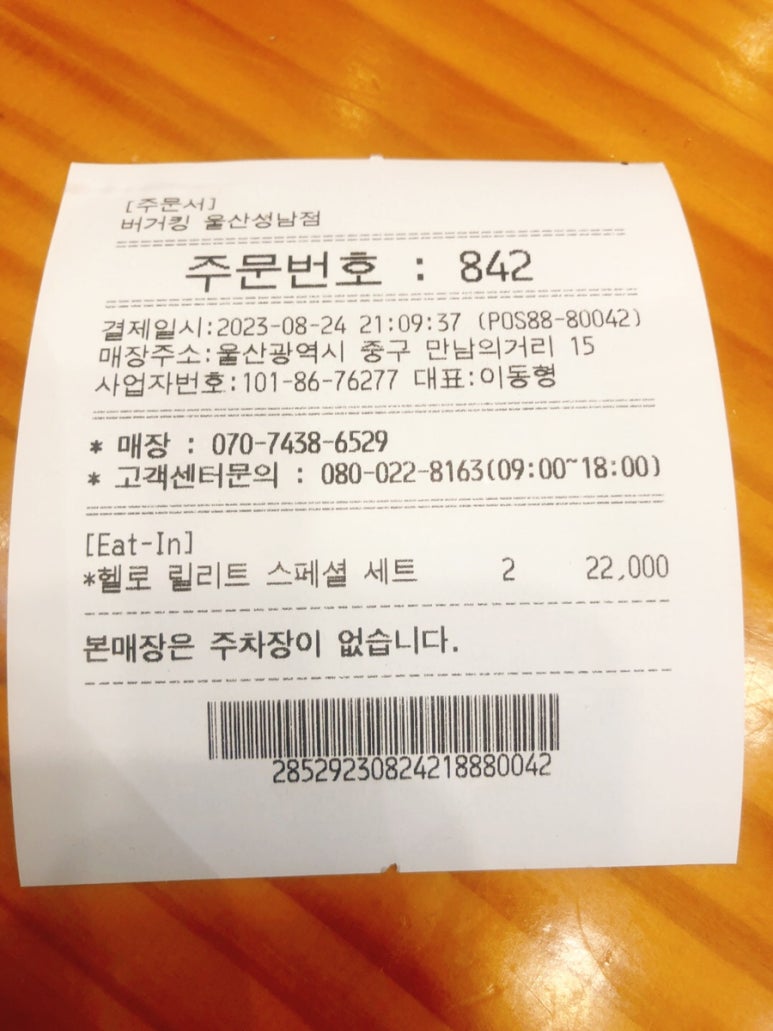 [주문서]
버거킹 울산성남점
주문번호 : 842
결제일시:2023-08-24 21:09:37 (POS88-80042)
매장주소:울산광역시 중구 만남의거리 15
사업자번호:101-86-76277 대표:이동형
* 매장 : 070-7438-6529
* 고객센터문의 : 080-022-8163(09:00~18:00)
[Eat-In]
*헬로 릴리트 스페셜 세트 2 22,000
본매장은 주차장이 없습니다.
28529230824218880042